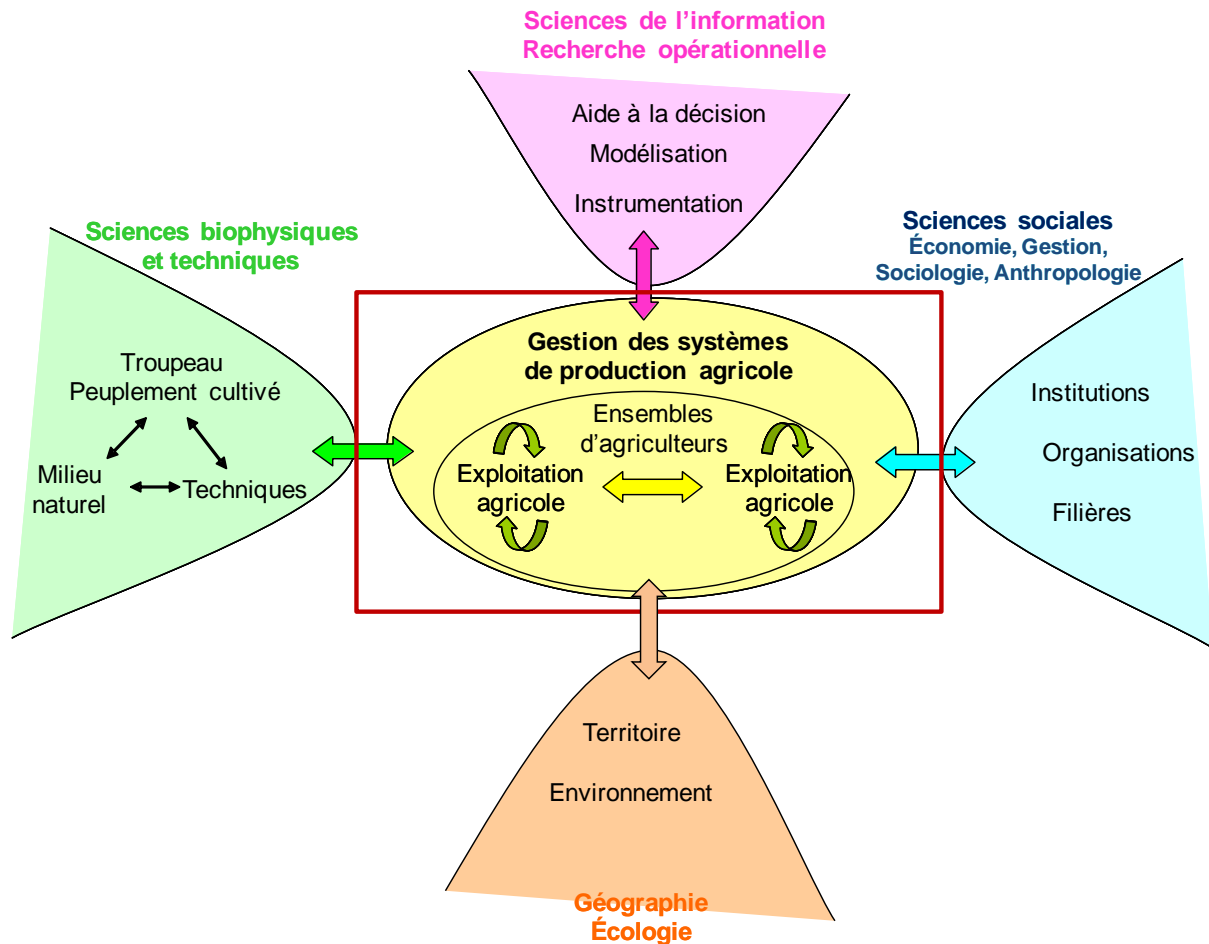 Sciences de l’information
Recherche opérationnelle
Aide à la décision
Modélisation
Instrumentation
Sciences biophysiques
et techniques
Troupeau
Peuplement cultivé
Milieu
naturel
Techniques
Sciences sociales
Économie, Gestion,
Sociologie, Anthropologie
Institutions
Organisations
Filières
Gestion des systèmes
de production agricole
Ensembles
d’agriculteurs
Exploitation
agricole
Exploitation
agricole
Territoire
Environnement
Géographie
Écologie